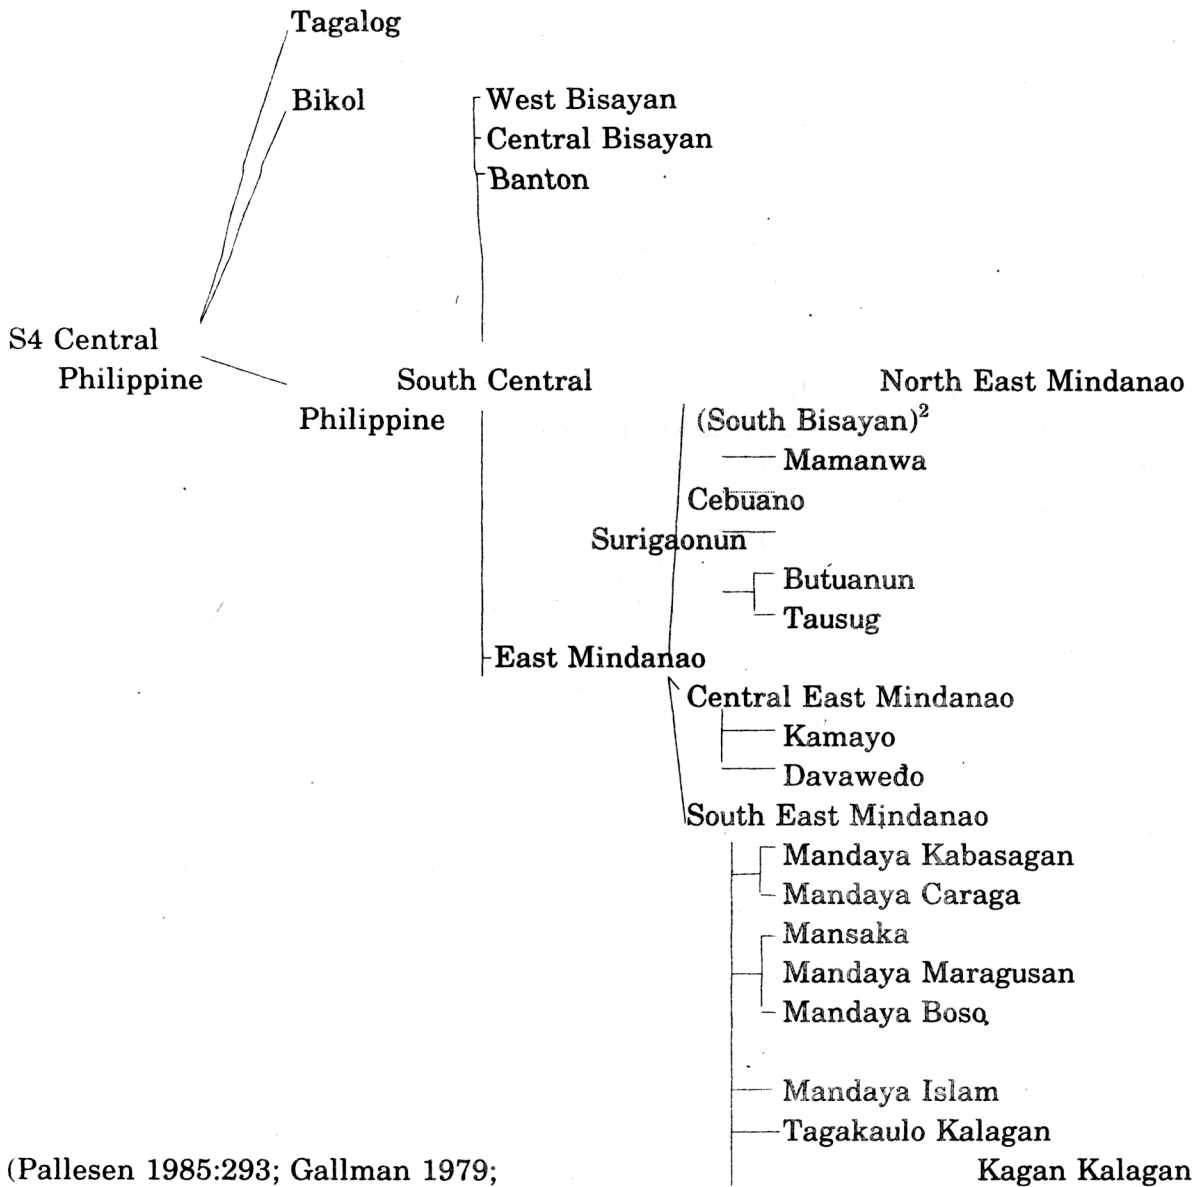 Tagalog
Bikol
West Bisayan
Central Bisayan
Banton
S4 Central
Philippine
South Central
Philippine
North East Mindanao
(South Bisayan)²
Mamanwa
Cebuano
Surigaonun
Butuanun
Tausug
East Mindanao
Central East Mindanao
Kamayo
Davawedo
South East Mindanao
Mandaya Kabasagan
Mandaya Caraga
Mansaka
Mandaya Maragusan
Mandaya Boso
Mandaya Islam
Tagakaulo Kalagan
(Pallesen 1985:293; Gallman 1979;
Kagan Kalagan